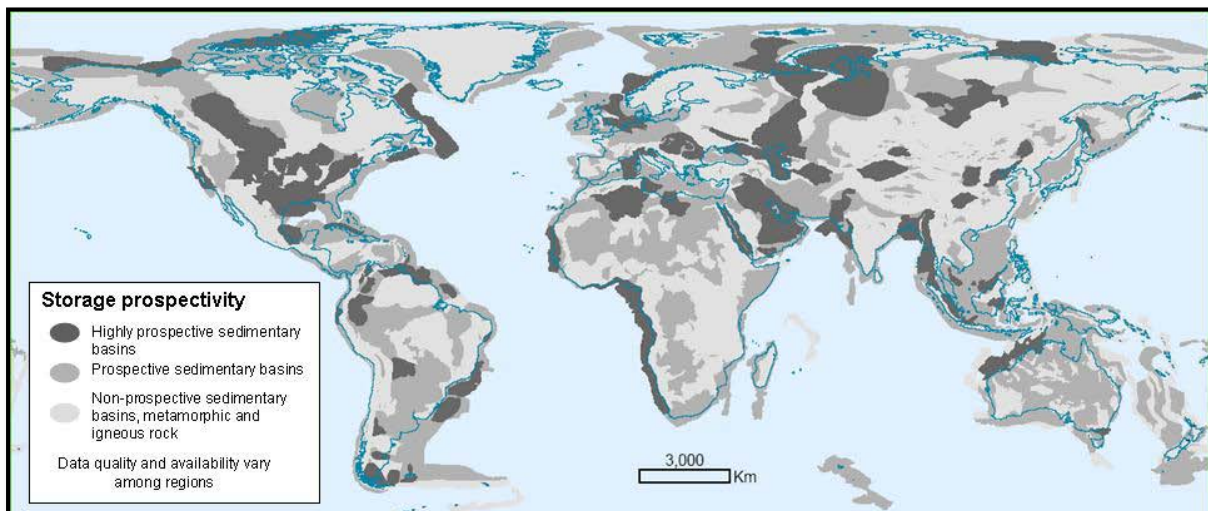 Storage prospectivity
Highly prospective sedimentary
basins
Prospective sedimentary basins
Non-prospective sedimentary
basins, metamorphic and
igneous rock
Data quality and availability vary
among regions
3,000
Km